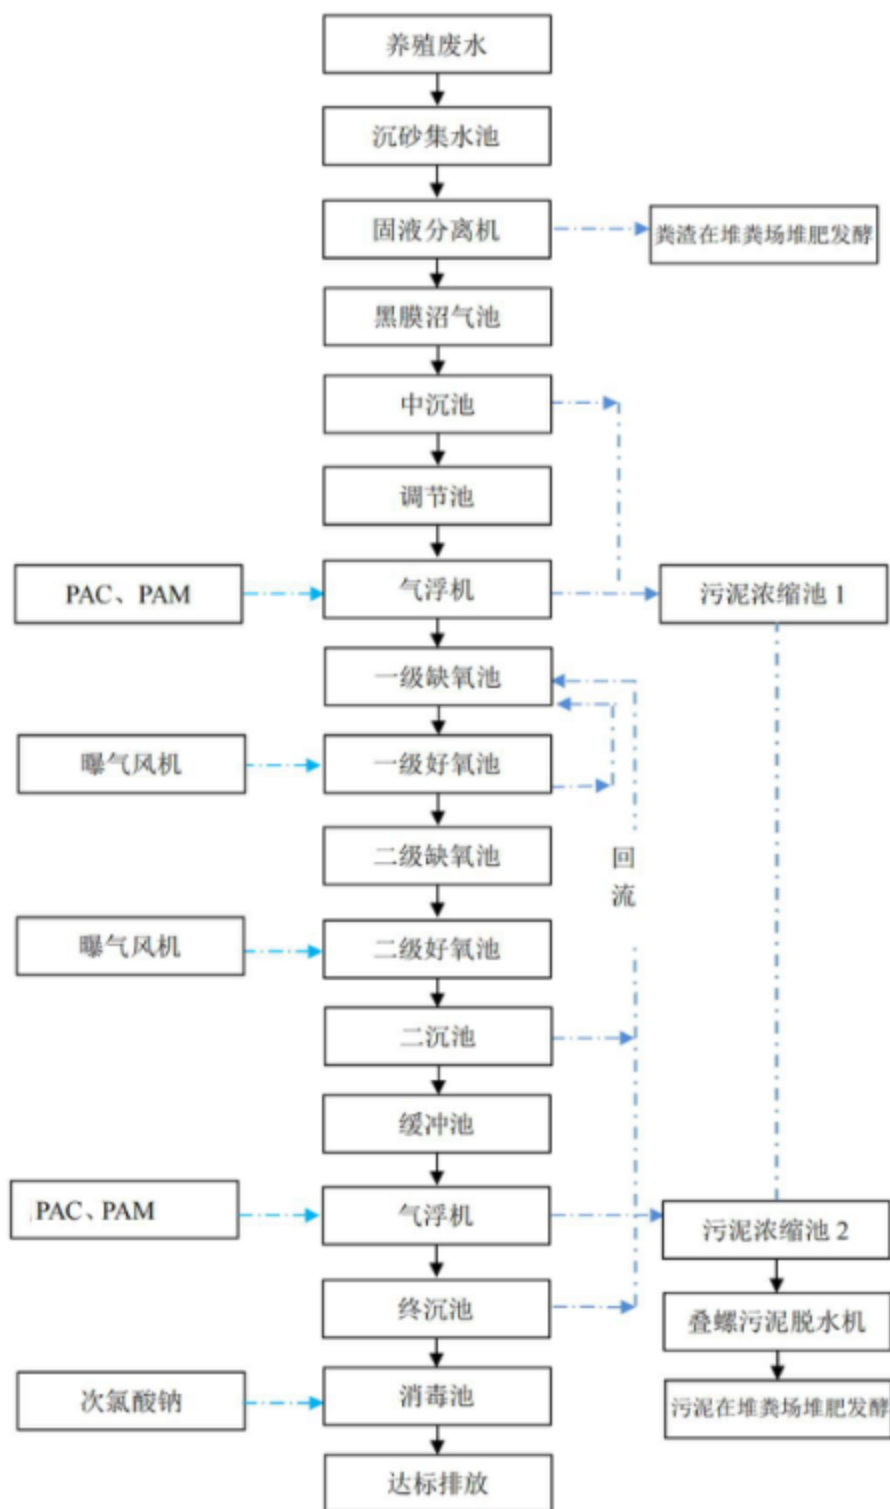 养殖废水
沉砂集水池
固液分离机
粪渣在堆粪场堆肥发酵
黑膜沼气池
中沉池
调节池
PAC、PAM
气浮机
污泥浓缩池 1
一级缺氧池
曝气风机
一级好氧池
二级缺氧池
回
流
曝气风机
二级好氧池
二沉池
缓冲池
PAC、PAM
气浮机
污泥浓缩池 2
终沉池
叠螺污泥脱水机
次氯酸钠
消毒池
污泥在堆粪场堆肥发酵
达标排放